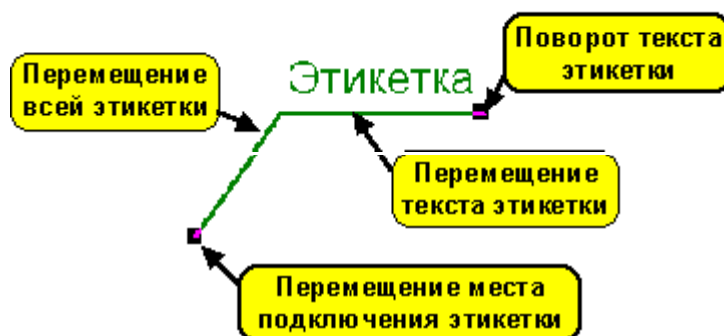 Поворот текста
этикетки
Перемещение
всей этикетки
Этикетка
Перемещение
текста этикетки
Перемещение места
подключения этикетки